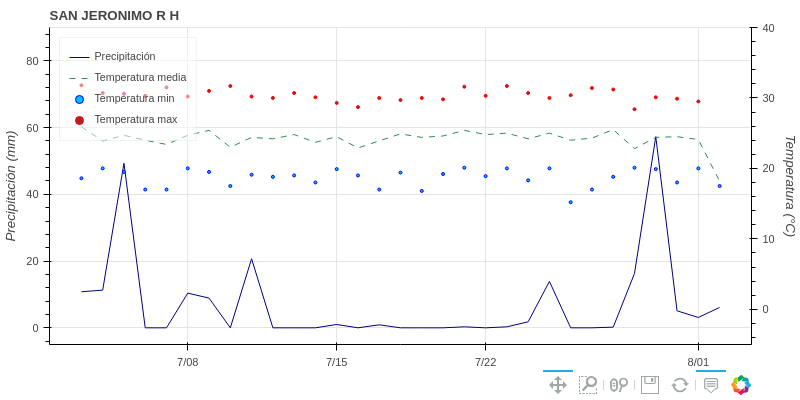 SAN JERONIMO R H
Precipitación
Temperatura media
Temperatura min
Temperatura max
Precipitación (mm)
80
60
40
20
0
Temperatura (°C)
40
30
20
10
0
7/08
7/15
7/22
8/01